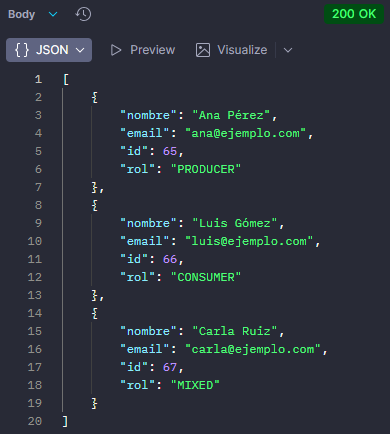 Body 200 OK
{} JSON Preview Visualize
1 [
2 {
3 "nombre": "Ana Pérez",
4 "email": "ana@ejemplo.com",
5 "id": 65,
6 "rol": "PRODUCER"
7 },
8 {
9 "nombre": "Luis Gómez",
10 "email": "luis@ejemplo.com",
11 "id": 66,
12 "rol": "CONSUMER"
13 },
14 {
15 "nombre": "Carla Ruiz",
16 "email": "carla@ejemplo.com",
17 "id": 67,
18 "rol": "MIXED"
19 }
20 ]